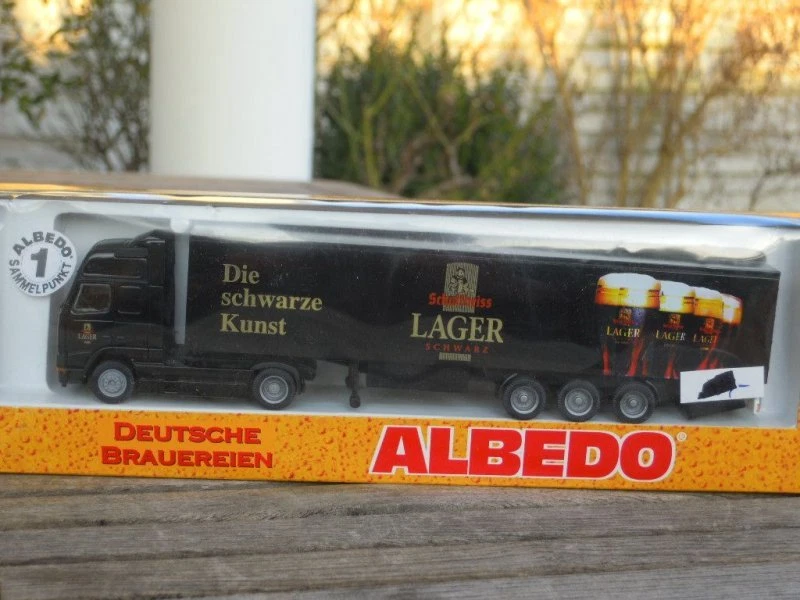 ALBEDO
1
SAMMELPUNKT
Die
schwarze
Kunst
LAGER
SCHWARZ
LAGER
LAGER
LAGER
DEUTSCHE
BRAUEREIEN
ALBEDO®